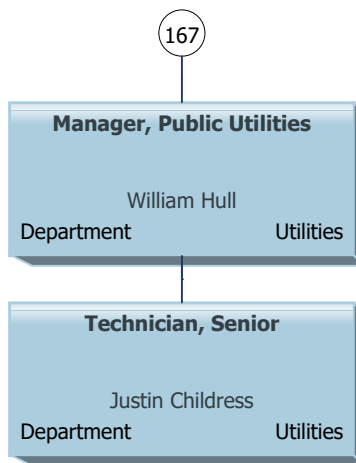 167
Manager, Public Utilities
William Hull
Department Utilities
Technician, Senior
Justin Childress
Department Utilities